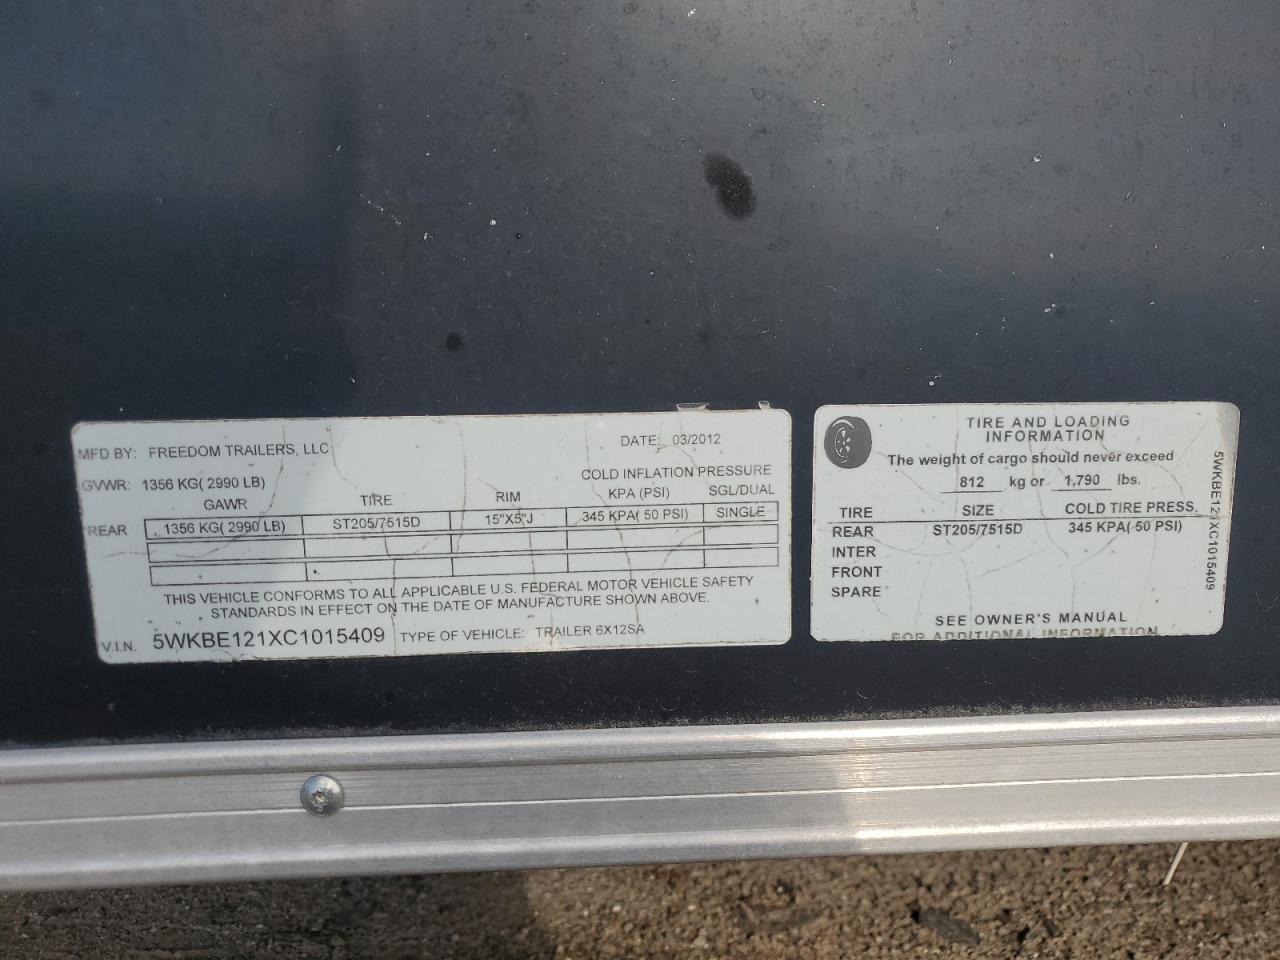 MFD BY: FREEDOM TRAILERS, LLC DATE: 03/2012
GVWR: 1356 KG( 2990 LB) COLD INFLATION PRESSURE
GAWR TIRE RIM KPA (PSI) SGL/DUAL
REAR 1356 KG( 2990 LB) ST205/7515D 15"X5"J 345 KPA( 50 PSI) SINGLE
THIS VEHICLE CONFORMS TO ALL APPLICABLE U.S. FEDERAL MOTOR VEHICLE SAFETY
STANDARDS IN EFFECT ON THE DATE OF MANUFACTURE SHOWN ABOVE.
V.I.N. 5WKBE121XC1015409 TYPE OF VEHICLE: TRAILER 6X12SA
TIRE AND LOADING
INFORMATION
The weight of cargo should never exceed
812 kg or 1,790 lbs.
TIRE SIZE COLD TIRE PRESS.
REAR ST205/7515D 345 KPA( 50 PSI)
INTER
FRONT
SPARE
SEE OWNER'S MANUAL
FOR ADDITIONAL INFORMATION
5WKBE121XC1015409